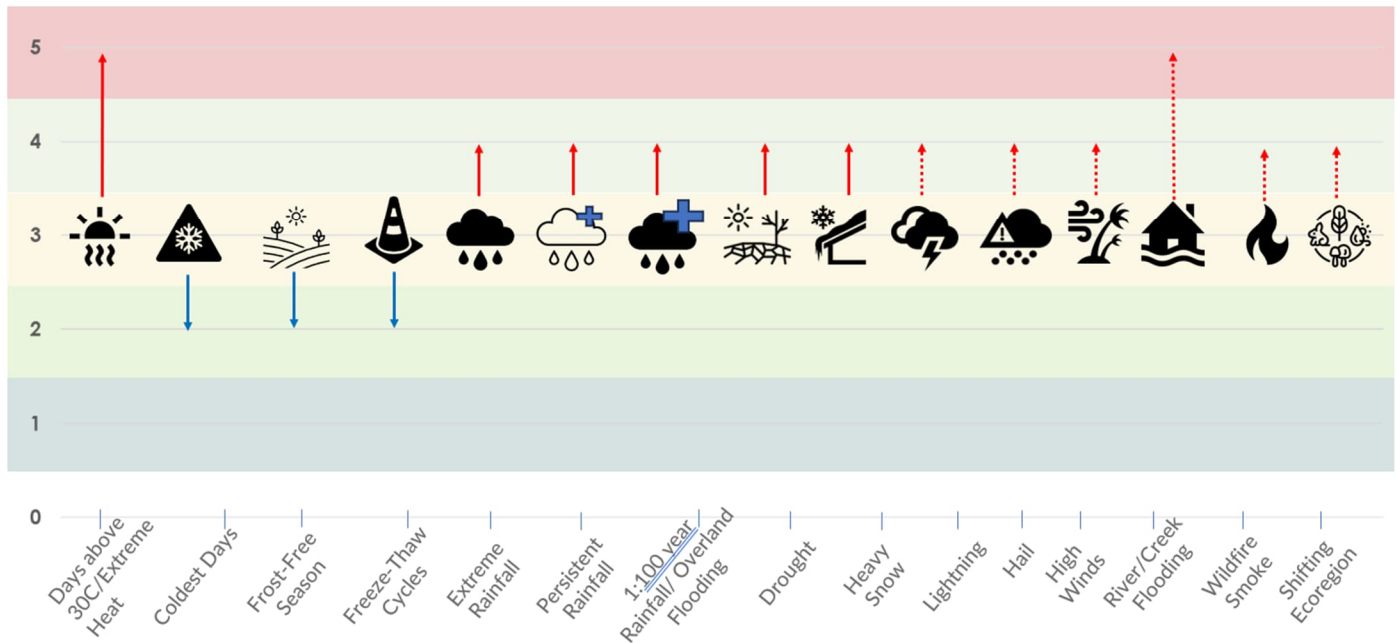 5
4
3
2
1
0
Days above
30C/Extreme
Heat
Coldest Days
Frost-Free
Season
Freeze-Thaw
Cycles
Extreme
Rainfall
Persistent
Rainfall
1:100 year
Rainfall/ Overland
Flooding
Drought
Heavy
Snow
Lightning
Hail
High
Winds
River/Creek
Flooding
Wildfire
Smoke
Shifting
Ecoregion